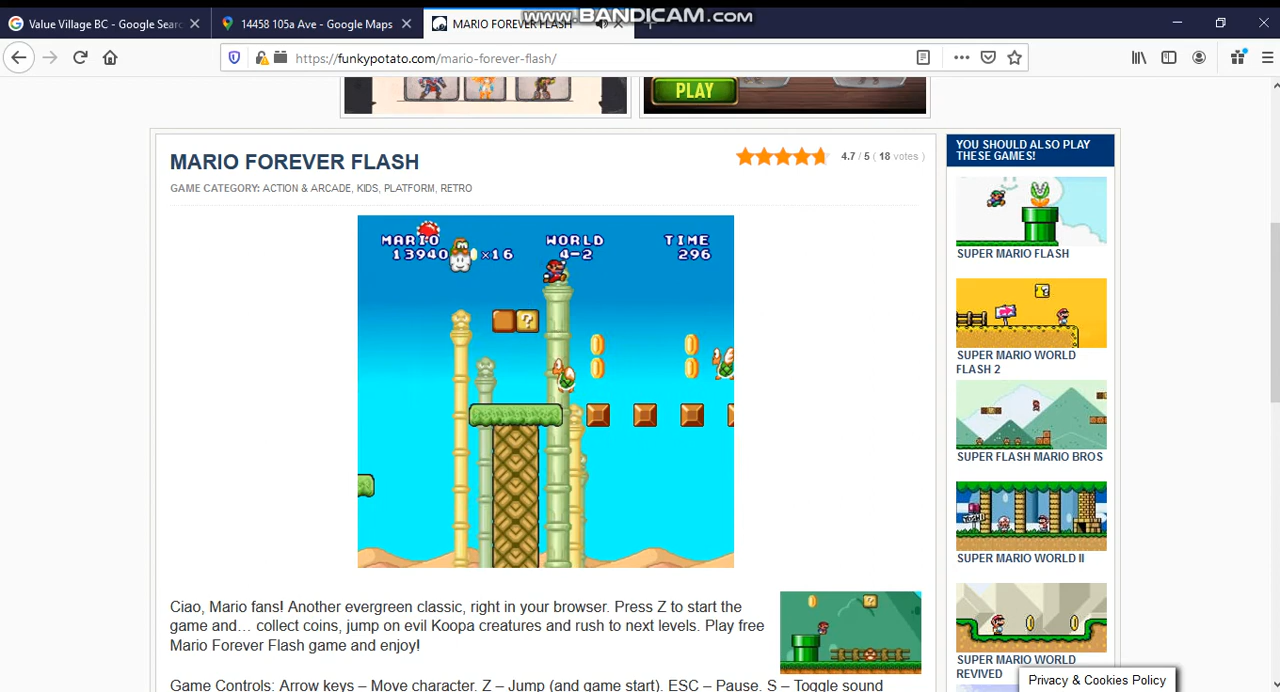 www.BANDICAM.com
Value Village BC - Google Searc
14458 105a Ave - Google Maps
MARIO FOREVER FLASH
https://funkypotato.com/mario-forever-flash/
PLAY
MARIO FOREVER FLASH
4.7 / 5 ( 18 votes )
GAME CATEGORY: ACTION & ARCADE, KIDS, PLATFORM, RETRO
MARIO WORLD TIME
13940 ×16 4-2 296
Ciao, Mario fans! Another evergreen classic, right in your browser. Press Z to start the
game and… collect coins, jump on evil Koopa creatures and rush to next levels. Play free
Mario Forever Flash game and enjoy!
Game Controls: Arrow keys – Move character. Z – Jump (and game start). ESC – Pause. S – Toggle sound
YOU SHOULD ALSO PLAY
THESE GAMES!
SUPER MARIO FLASH
SUPER MARIO WORLD
FLASH 2
SUPER FLASH MARIO BROS
SUPER MARIO WORLD II
SUPER MARIO WORLD
REVIVED
Privacy & Cookies Policy